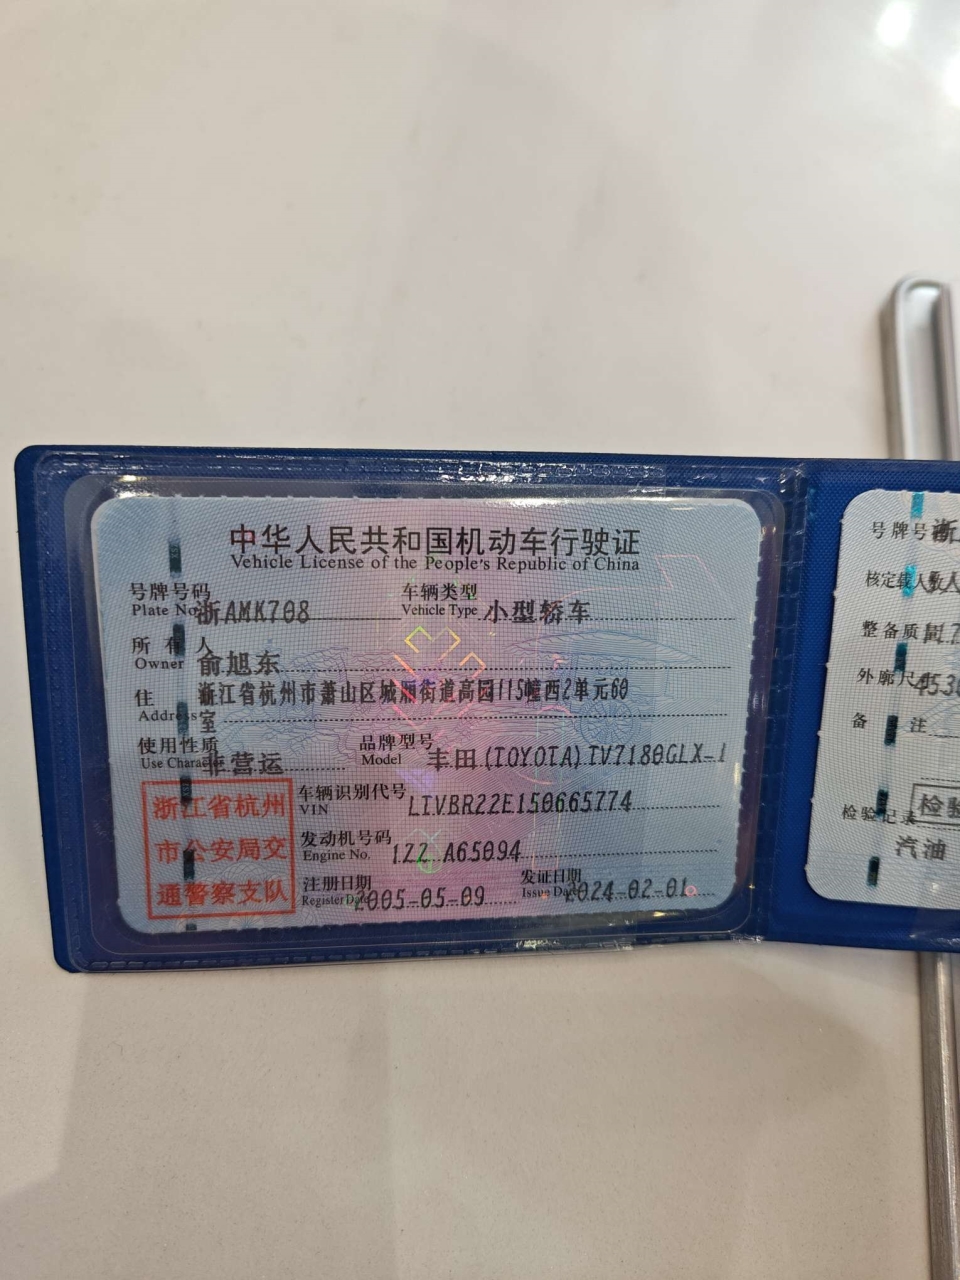 中华人民共和国机动车行驶证
Vehicle License of the People's Republic of China
号牌号码 浙AMK708 车辆类型 小型轿车
Plate No. Vehicle Type
所有人 俞旭东
Owner
住 浙江省杭州市萧山区城厢街道高园115幢西2单元60
Address 室
使用性质 非营运 品牌型号 丰田(TOYOTA)TV7180GLX-I
Use Character Model
浙江省杭州
市公安局交
通警察支队
车辆识别代号 LTVBR22E150665774
VIN
发动机号码 1ZZ A65094
Engine No.
注册日期 2005-05-09 发证日期 2024-02-01
Register Date Issue Date
号牌号 浙
核定载人数 人
整备质
外廓尺 453
备注
检验记录 检验
汽油